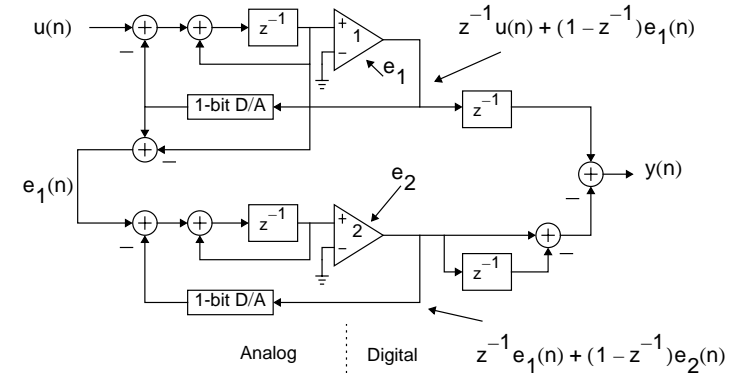 u(n)
z⁻¹
1
e₁
z⁻¹u(n) + (1 – z⁻¹)e₁(n)
1-bit D/A
z⁻¹
e₁(n)
y(n)
z⁻¹
2
e₂
z⁻¹
1-bit D/A
z⁻¹e₁(n) + (1 – z⁻¹)e₂(n)
Analog
Digital